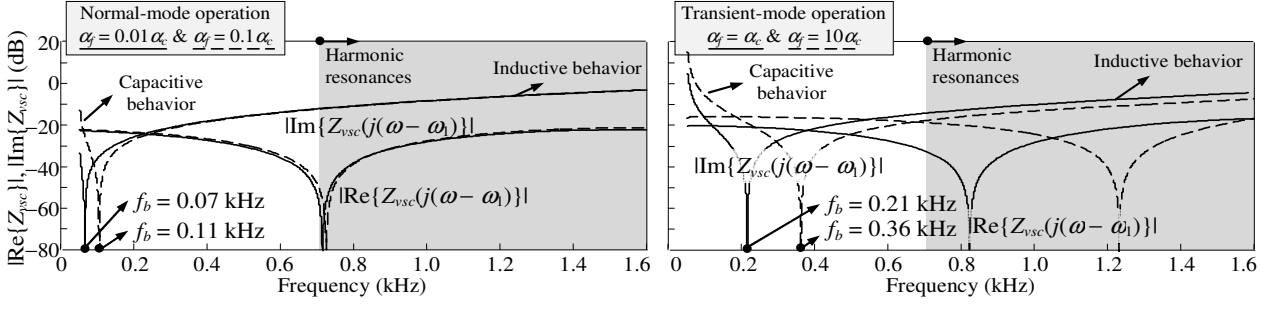 Normal-mode operation
α_f = 0.01α_c & α_f = 0.1α_c
|Re{Z_vsc}|, |Im{Z_vsc}| (dB)
20
0
−20
−40
−60
−80
Capacitive
behavior
Harmonic
resonances
Inductive behavior
|Im{Z_vsc(j(ω− ω₁)}|
|Re{Z_vsc(j(ω− ω₁)}|
f_b = 0.07 kHz
f_b = 0.11 kHz
0 0.2 0.4 0.6 0.8 1.0 1.2 1.4 1.6
Frequency (kHz)
Transient-mode operation
α_f = α_c & α_f = 10α_c
Capacitive
behavior
Harmonic
resonances
Inductive behavior
|Im{Z_vsc(j(ω− ω₁)}|
f_b = 0.21 kHz
f_b = 0.36 kHz
|Re{Z_vsc(j(ω− ω₁)}|
0 0.2 0.4 0.6 0.8 1.0 1.2 1.4 1.6
Frequency (kHz)